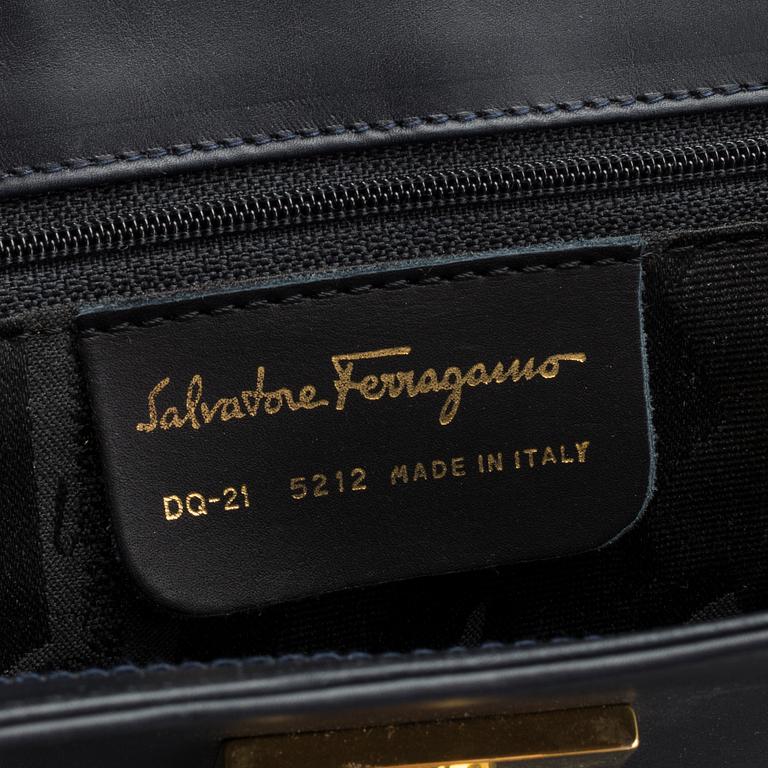 Salvatore Ferragamo
DQ-21 5212 MADE IN ITALY